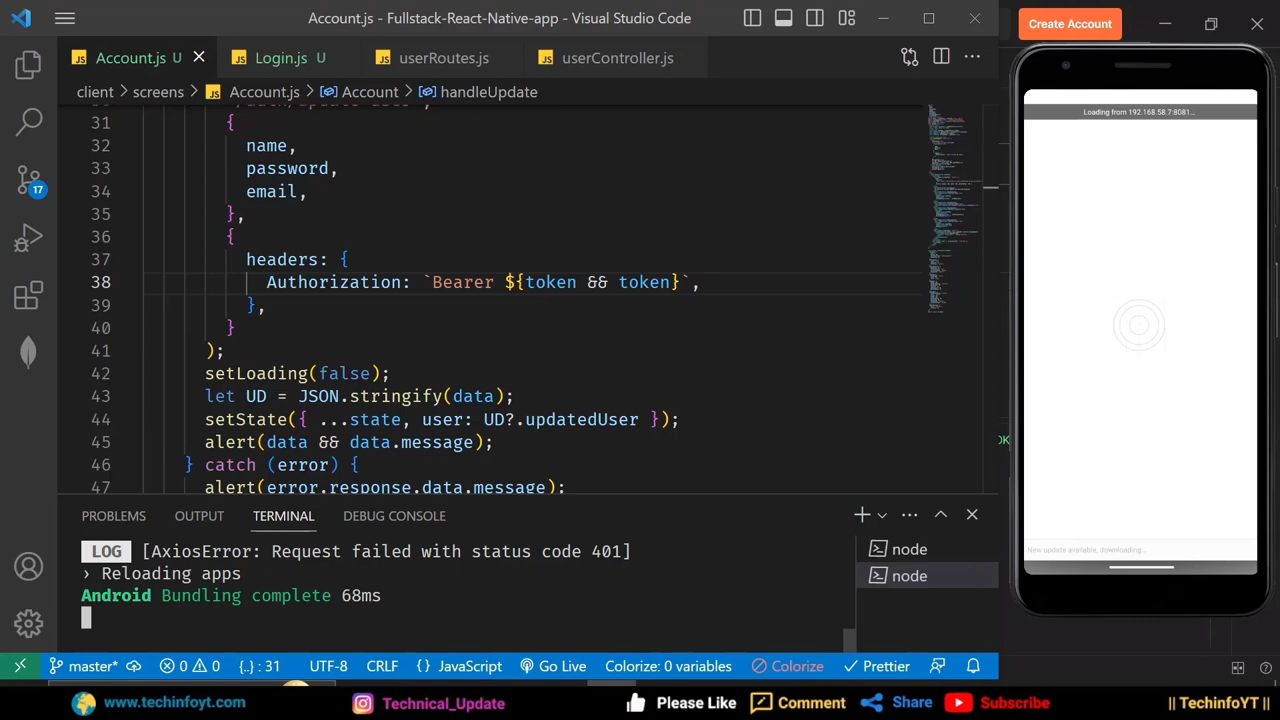 Account.js - Fullstack-React-Native-app - Visual Studio Code
Create Account
Account.js U
Login.js U
userRoutes.js
userController.js
client > screens > Account.js > Account > handleUpdate
31 {
32 name,
33 password,
34 email,
35 },
36 {
37 headers: {
38 Authorization: `Bearer ${token && token}`,
39 },
40 }
41 );
42 setLoading(false);
43 let UD = JSON.stringify(data);
44 setState({ ...state, user: UD?.updatedUser });
45 alert(data && data.message);
46 } catch (error) {
47 alert(error.response.data.message);
17
PROBLEMS OUTPUT TERMINAL DEBUG CONSOLE
LOG [AxiosError: Request failed with status code 401]
› Reloading apps
Android Bundling complete 68ms
node
node
Loading from 192.168.58.7:8081...
New update available, downloading...
OK
master* 0 0 {..} : 31 UTF-8 CRLF {} JavaScript Go Live Colorize: 0 variables Colorize Prettier
www.techinfoyt.com Technical_Update Please Like Comment Share Subscribe || TechinfoYT ||